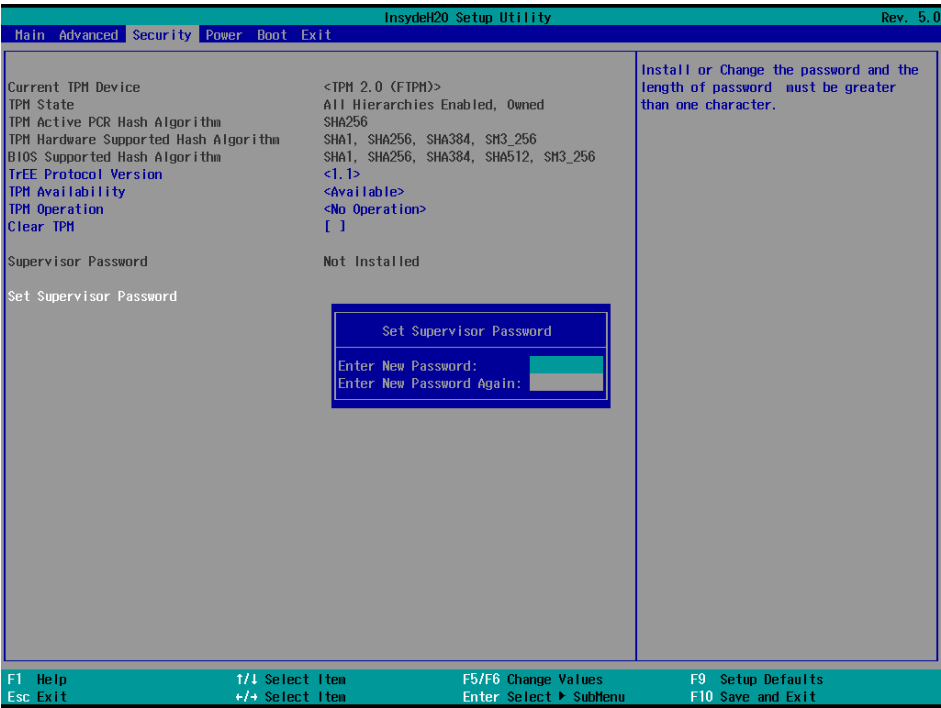 InsydeH20 Setup Utility Rev. 5.0
Main Advanced Security Power Boot Exit
Current TPM Device <TPM 2.0 (FTPM)>
TPM State All Hierarchies Enabled, Owned
TPM Active PCR Hash Algorithm SHA256
TPM Hardware Supported Hash Algorithm SHA1, SHA256, SHA384, SM3_256
BIOS Supported Hash Algorithm SHA1, SHA256, SHA384, SHA512, SM3_256
TrEE Protocol Version <1.1>
TPM Availability <Available>
TPM Operation <No Operation>
Clear TPM [ ]
Supervisor Password Not Installed
Set Supervisor Password
Set Supervisor Password
Enter New Password:
Enter New Password Again:
Install or Change the password and the
length of password must be greater
than one character.
F1 Help ↑/↓ Select Item F5/F6 Change Values F9 Setup Defaults
Esc Exit ←/→ Select Item Enter Select ▶ SubMenu F10 Save and Exit